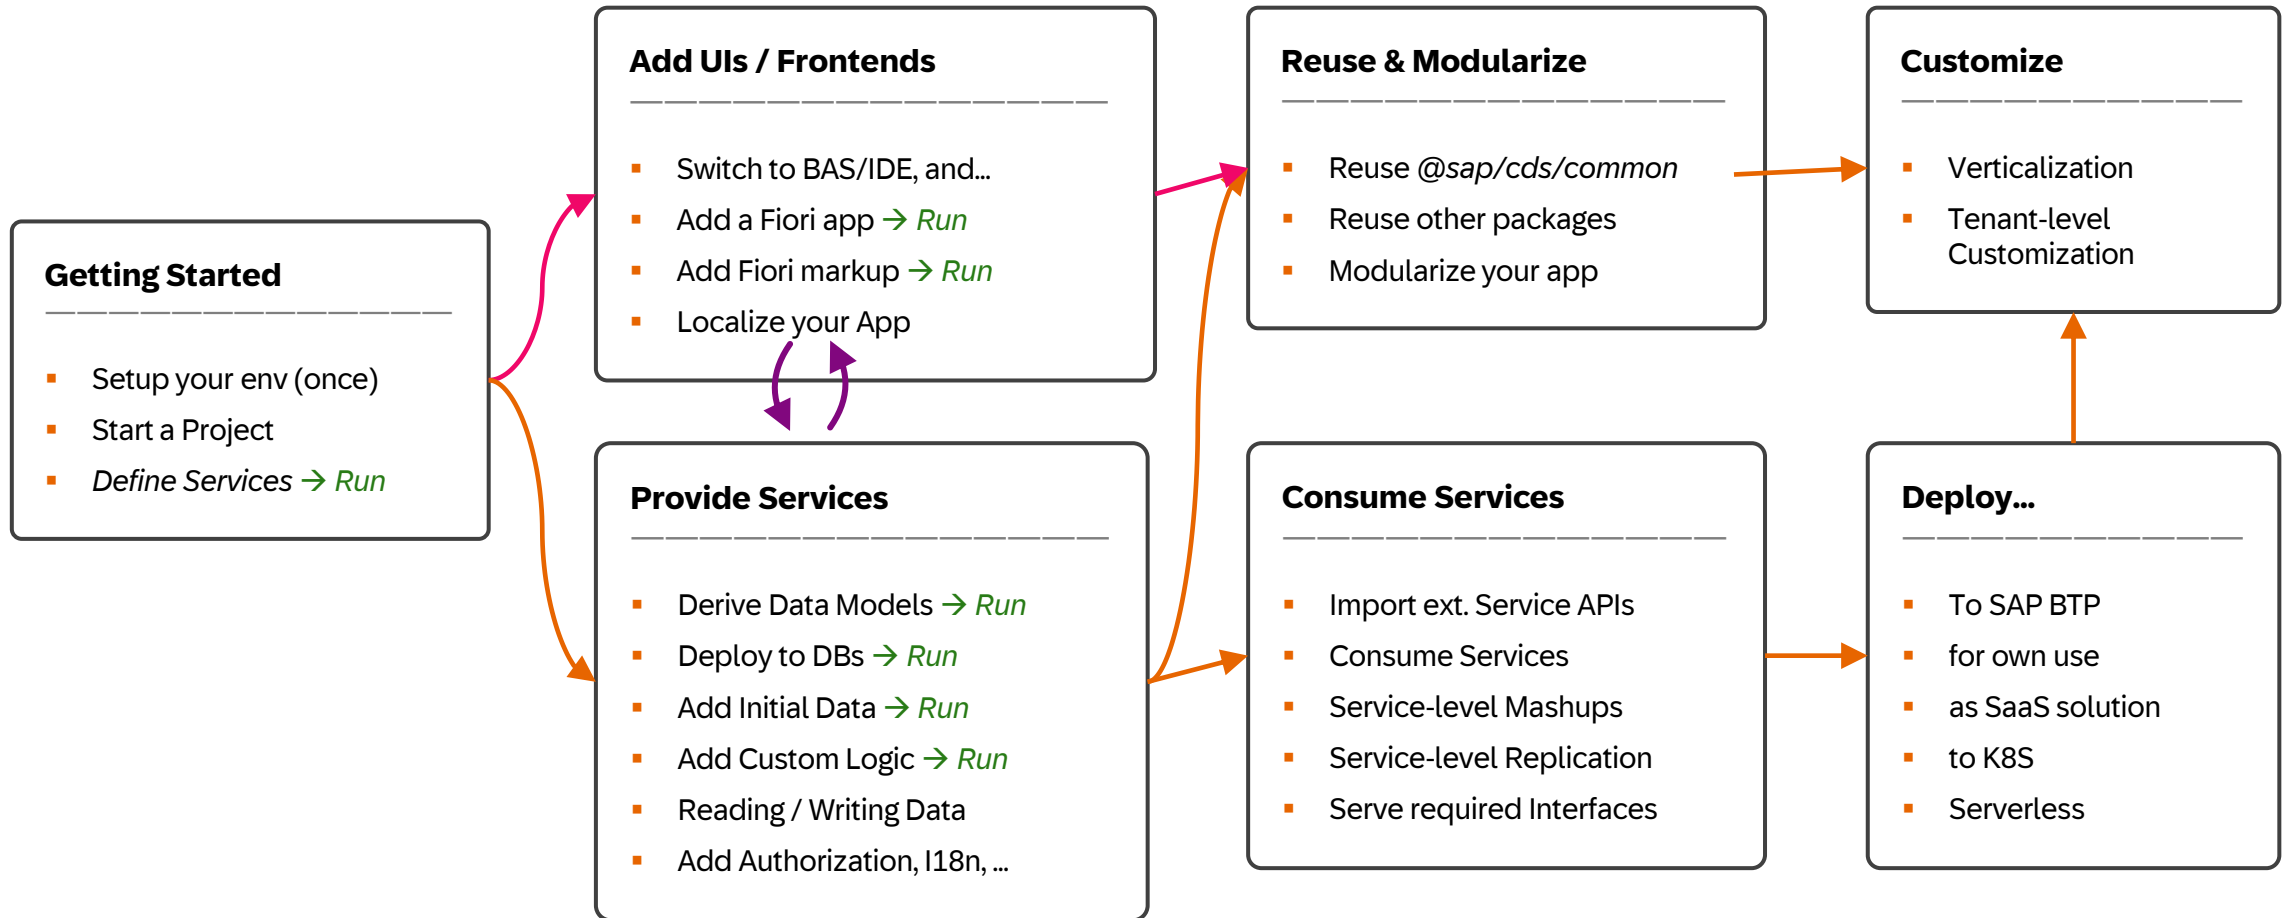 Getting Started
Setup your env (once)
Start a Project
Define Services → Run
Add UIs / Frontends
Switch to BAS/IDE, and...
Add a Fiori app → Run
Add Fiori markup → Run
Localize your App
Provide Services
Derive Data Models → Run
Deploy to DBs → Run
Add Initial Data → Run
Add Custom Logic → Run
Reading / Writing Data
Add Authorization, I18n, ...
Reuse & Modularize
Reuse @sap/cds/common
Reuse other packages
Modularize your app
Consume Services
Import ext. Service APIs
Consume Services
Service-level Mashups
Service-level Replication
Serve required Interfaces
Customize
Verticalization
Tenant-level
Customization
Deploy...
To SAP BTP
for own use
as SaaS solution
to K8S
Serverless